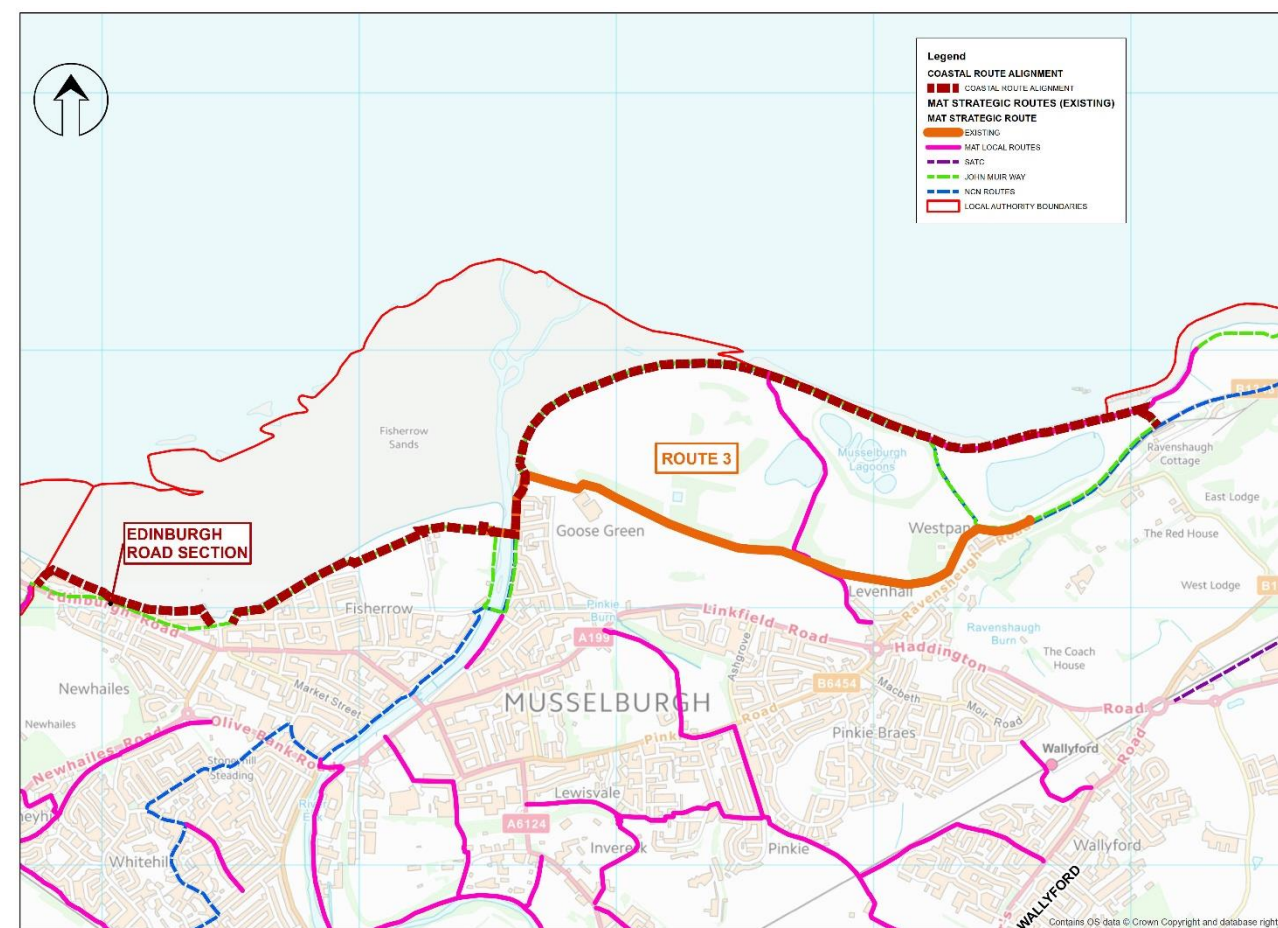 Legend
COASTAL ROUTE ALIGNMENT
COASTAL ROUTE ALIGNMENT
MAT STRATEGIC ROUTES (EXISTING)
MAT STRATEGIC ROUTE
EXISTING
MAT LOCAL ROUTES
SATC
JOHN MUIR WAY
NCN ROUTES
LOCAL AUTHORITY BOUNDARIES
Fisherrow
Sands
ROUTE 3
Musselburgh
Lagoons
Ravenshaugh
Cottage
East Lodge
The Red House
West Lodge
EDINBURGH
ROAD SECTION
Goose Green
Westpan
Levenhall
Ravensheugh Road
Edinburgh Road
Fisherrow
Pinkie
Burn
Linkfield Road
A199
Ashgrove
Ravenshaugh
Burn
Haddington
Road
The Coach
House
Newhailes
Newhailes
Market Street
MUSSELBURGH
B6454
Macbeth
Moir Road
Pinkie Braes
Wallyford
Road
Olive Bank Ro
Newhailes Road
Stoneyhill
Steading
Pinkie
Road
Lewisvale
River
Esk
A6124
Inveresk
Pinkie
Whitehill
Wallyford
WALLYFORD
Contains OS data © Crown Copyright and database right